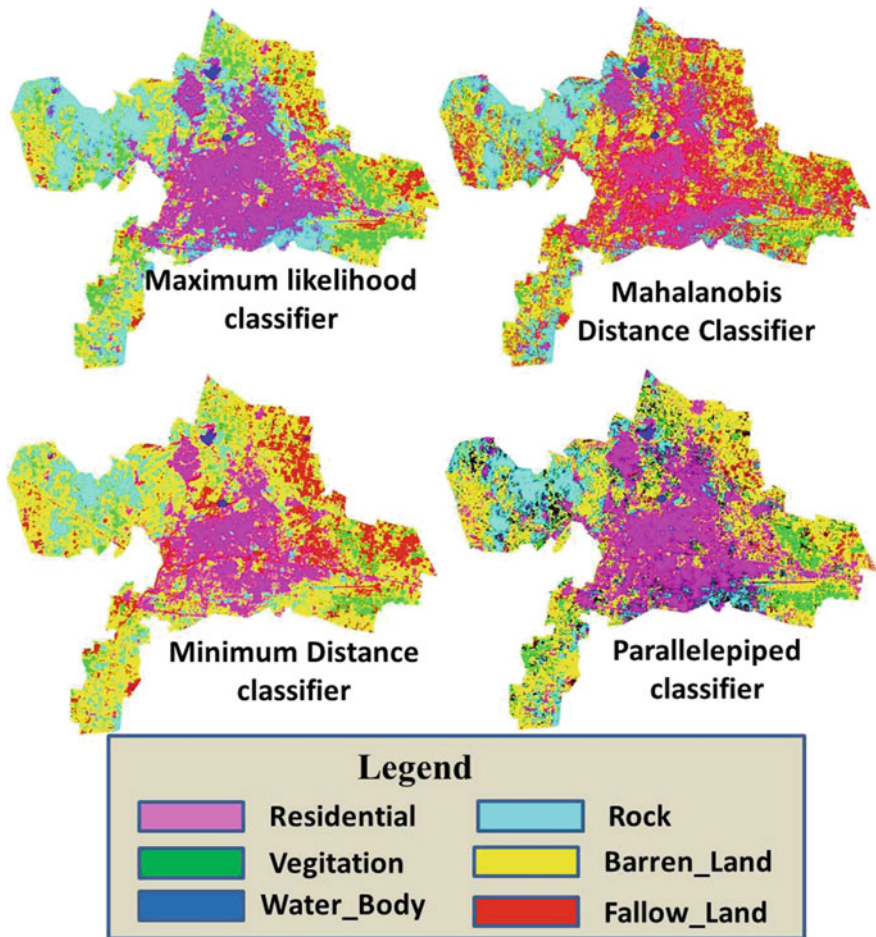 Maximum likelihood
classifier
Mahalanobis
Distance Classifier
Minimum Distance
classifier
Parallelepiped
classifier
Legend
Residential
Rock
Vegitation
Barren_Land
Water_Body
Fallow_Land